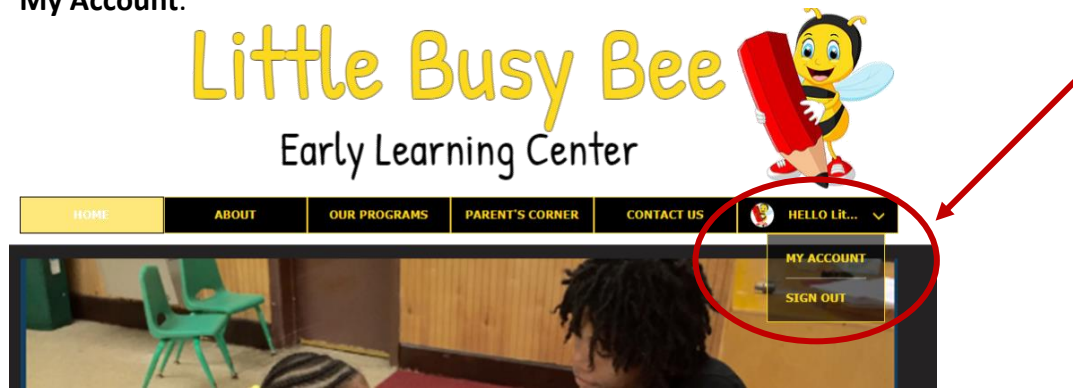 My Account.
Little Busy Bee
Early Learning Center
HOME ABOUT OUR PROGRAMS PARENT'S CORNER CONTACT US HELLO Lit...
MY ACCOUNT
SIGN OUT